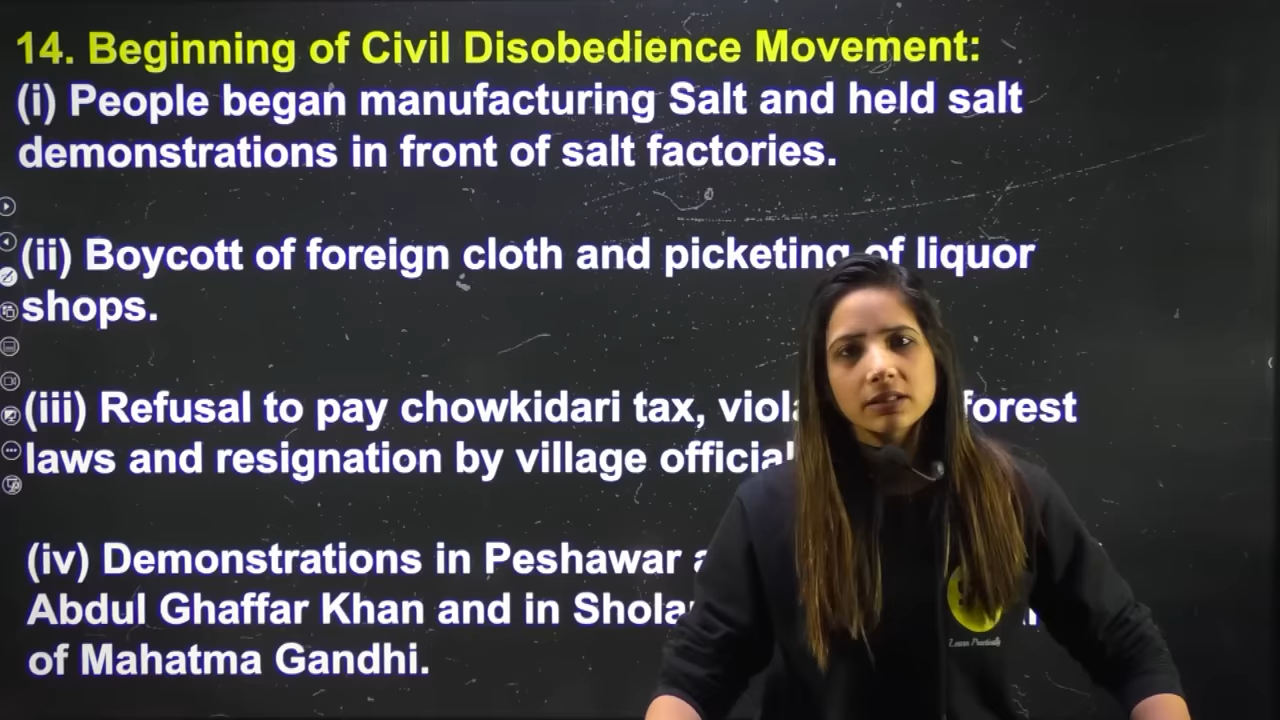 14. Beginning of Civil Disobedience Movement:
(i) People began manufacturing Salt and held salt
demonstrations in front of salt factories.
(ii) Boycott of foreign cloth and picketing of liquor
shops.
(iii) Refusal to pay chowkidari tax, forest
laws and resignation by village
(iv) Demonstrations in Peshawar
Abdul Ghaffar Khan and in
of Mahatma Gandhi.
Learn Practically